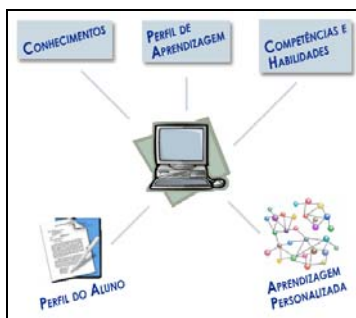 CONHECIMENTOS
PERFIL DE
APRENDIZAGEM
COMPETÊNCIAS E
HABILIDADES
PERFIL DO ALUNO
APRENDIZAGEM
PERSONALIZADA